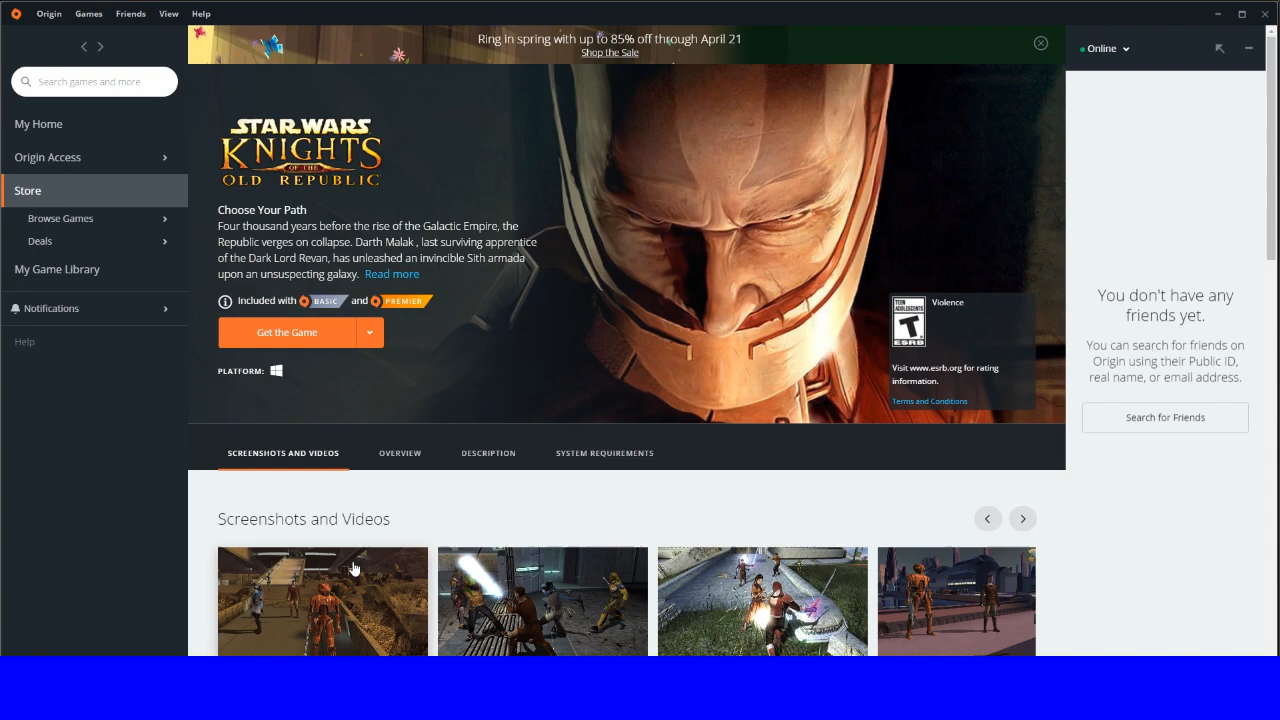 Origin Games Friends View Help
Ring in spring with up to 85% off through April 21
Shop the Sale
Search games and more
My Home
Origin Access
Store
Browse Games
Deals
My Game Library
Notifications
Help
STAR WARS
KNIGHTS
OF THE
OLD REPUBLIC
Choose Your Path
Four thousand years before the rise of the Galactic Empire, the
Republic verges on collapse. Darth Malak , last surviving apprentice
of the Dark Lord Revan, has unleashed an invincible Sith armada
upon an unsuspecting galaxy. Read more
Included with BASIC and PREMIER
Get the Game
PLATFORM:
TEEN
T
ESRB
Violence
Visit www.esrb.org for rating
information.
Terms and Conditions
SCREENSHOTS AND VIDEOS OVERVIEW DESCRIPTION SYSTEM REQUIREMENTS
Screenshots and Videos
Online
You don't have any
friends yet.
You can search for friends on
Origin using their Public ID,
real name, or email address.
Search for Friends